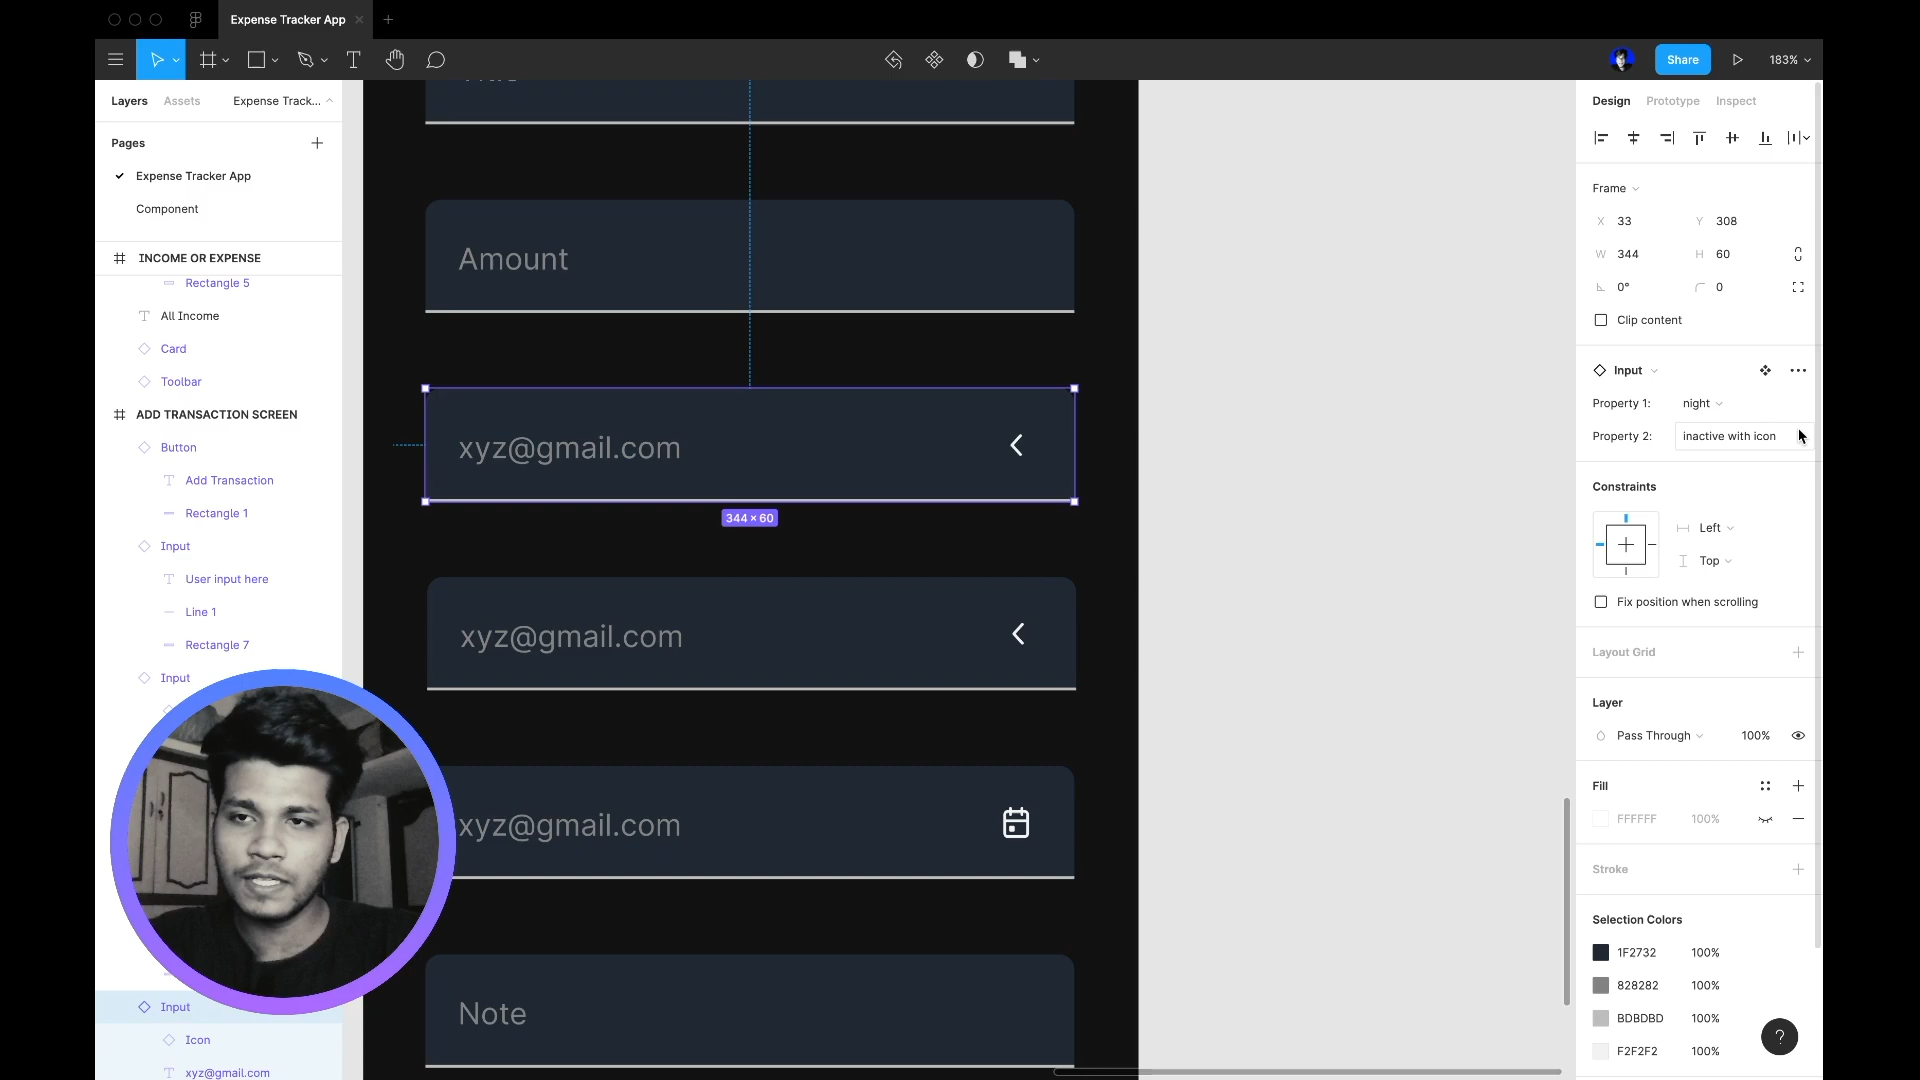 Expense Tracker App
Share
183%
Layers
Assets
Expense Track...
Pages
Expense Tracker App
Component
INCOME OR EXPENSE
Rectangle 5
All Income
Card
Toolbar
ADD TRANSACTION SCREEN
Button
Add Transaction
Rectangle 1
Input
User input here
Line 1
Rectangle 7
Input
Input
Icon
xyz@gmail.com
Amount
xyz@gmail.com
344 × 60
xyz@gmail.com
xyz@gmail.com
Note
Design
Prototype
Inspect
Frame
X 33
Y 308
W 344
H 60
0°
0
Clip content
Input
Property 1: night
Property 2: inactive with icon
Constraints
Left
Top
Fix position when scrolling
Layout Grid
Layer
Pass Through 100%
Fill
FFFFFF 100%
Stroke
Selection Colors
1F2732 100%
828282 100%
BDBDBD 100%
F2F2F2 100%
?